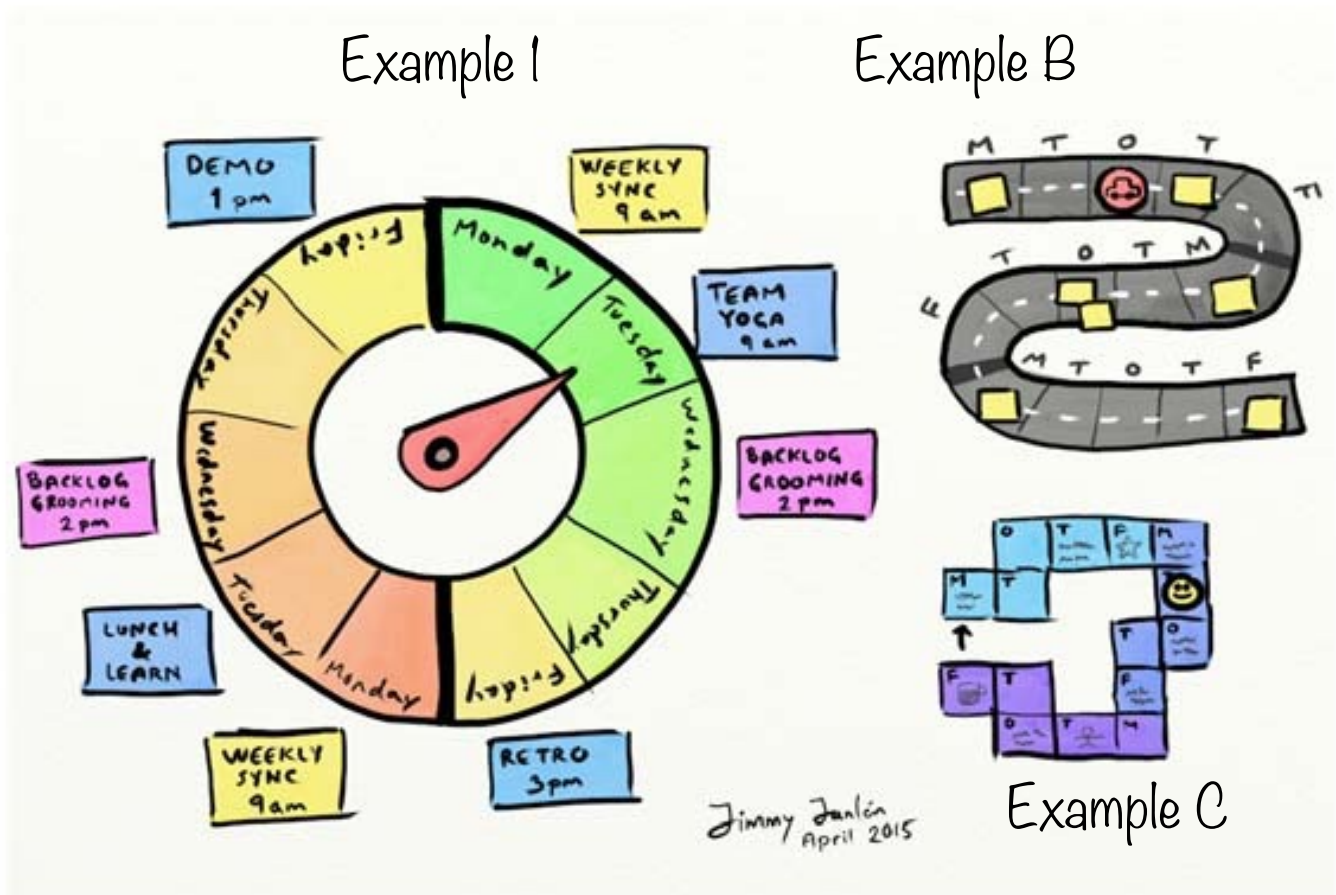 Example 1
DEMO
1 pm
WEEKLY
SYNC
9 am
TEAM
YOGA
9 am
BACKLOG
GROOMING
2 pm
RETRO
3pm
WEEKLY
SYNC
9am
LUNCH
&
LEARN
BACKLOG
GROOMING
2 pm
Monday
Tuesday
Wednesday
Thursday
Friday
Monday
Tuesday
Wednesday
Thursday
Friday
Jimmy Janlén
April 2015
Example B
M T O T
F
T O T M
F
M T O T F
O T F M
M T
T O
F T F
O T M
Example C